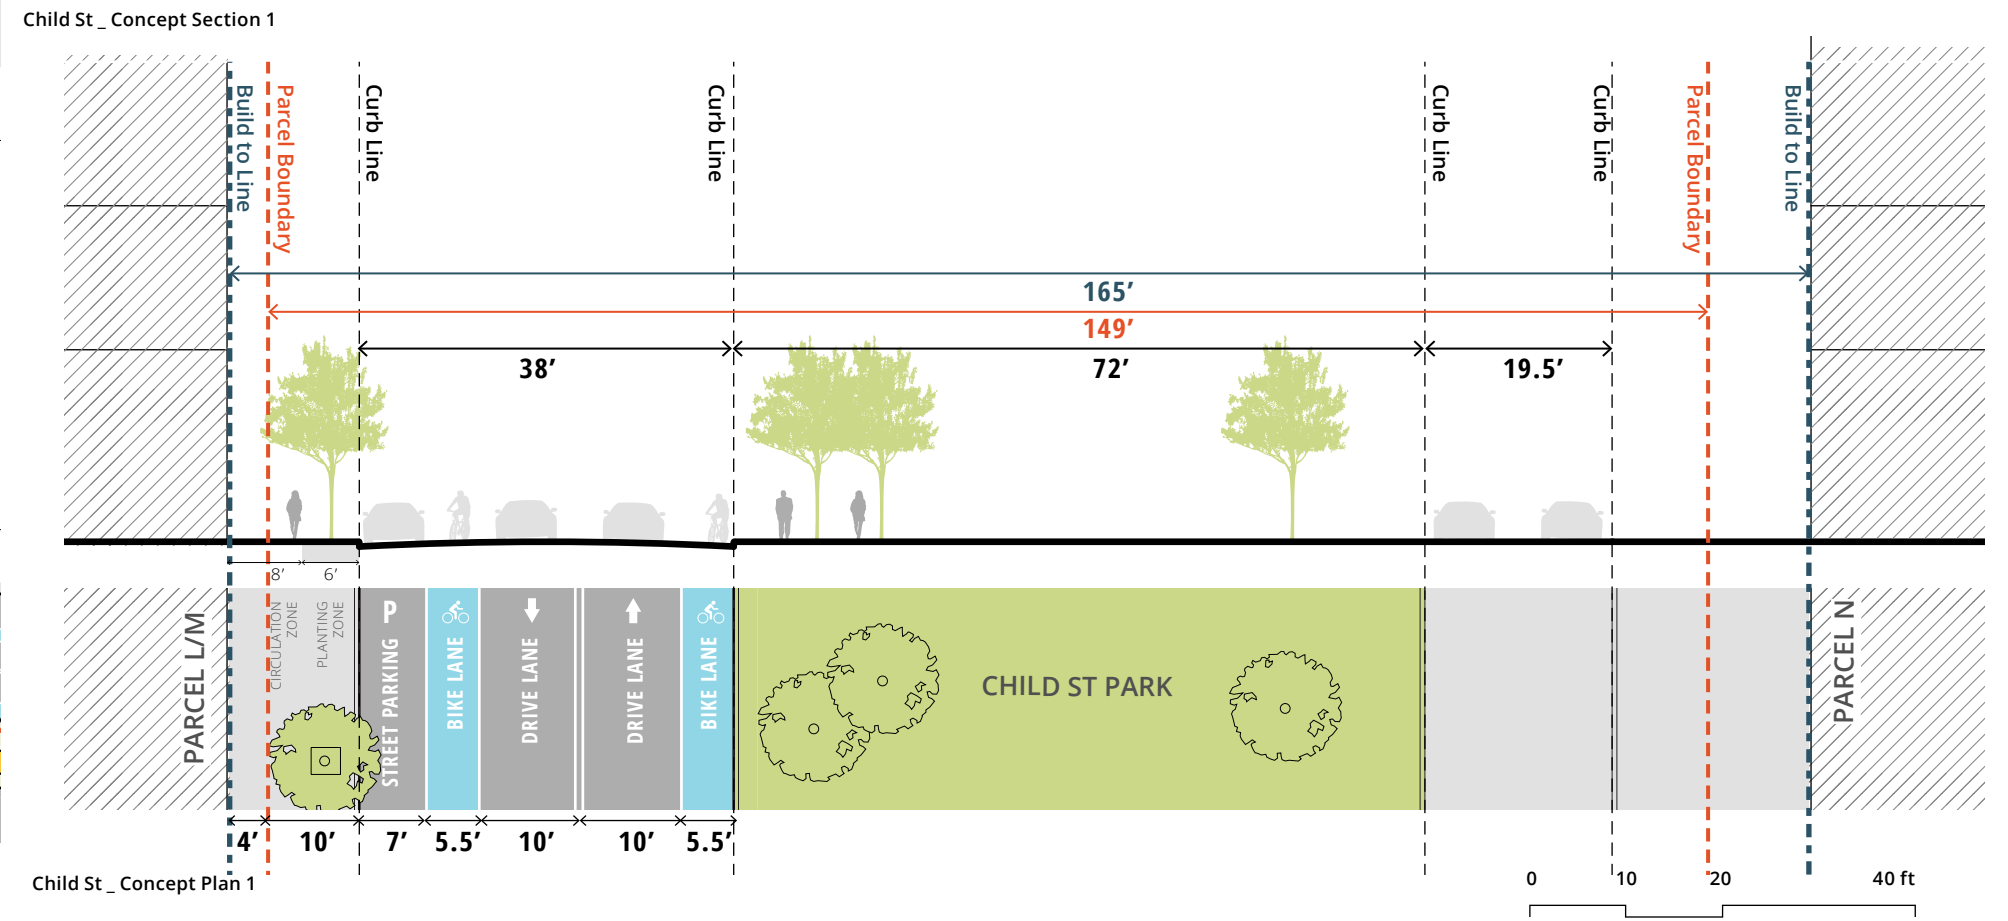 Child St _ Concept Section 1
Build to Line
Parcel Boundary
Curb Line
Curb Line
Curb Line
Curb Line
Parcel Boundary
Build to Line
165’
149’
38’
72’
19.5’
8’
6’
PARCEL L/M
CIRCULATION
ZONE
PLANTING
ZONE
P
STREET PARKING
BIKE LANE
DRIVE LANE
DRIVE LANE
BIKE LANE
CHILD ST PARK
PARCEL N
4’
10’
7’
5.5’
10’
10’
5.5’
Child St _ Concept Plan 1
0
10
20
40 ft